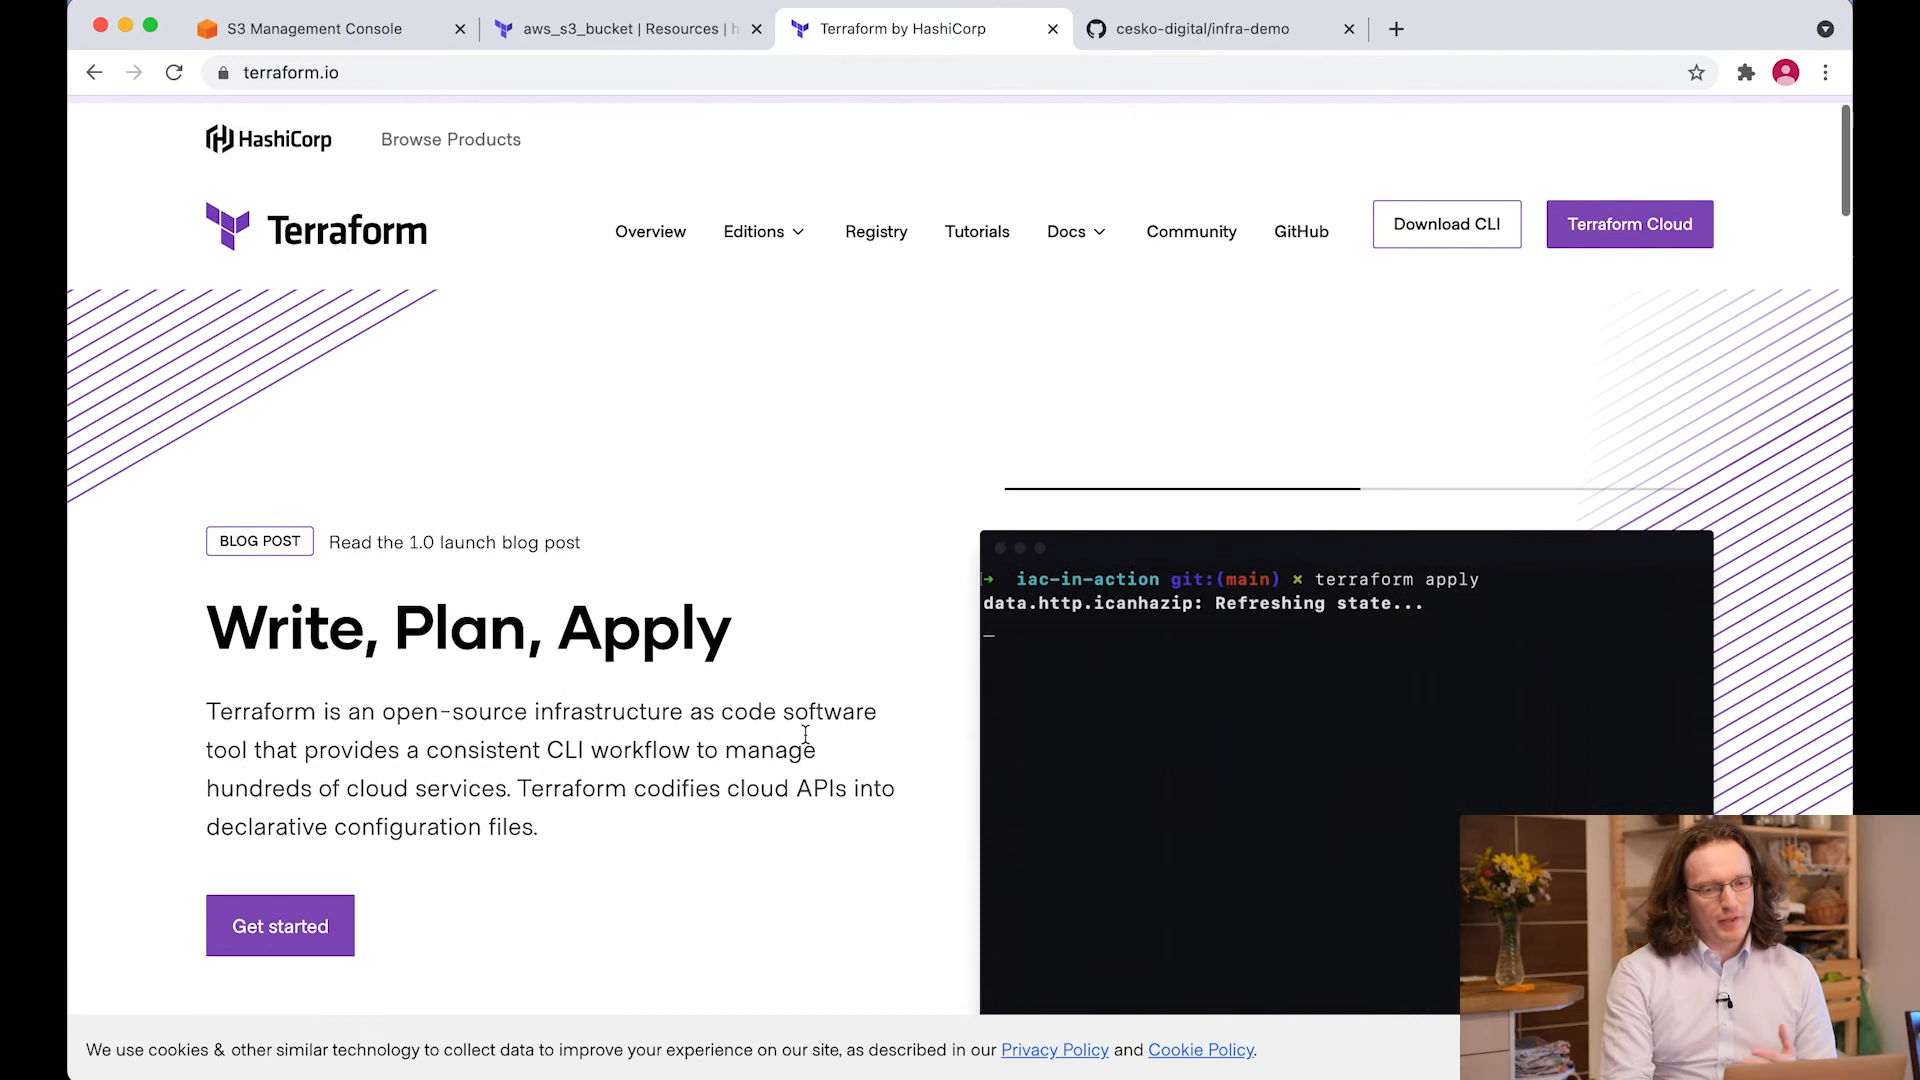 S3 Management Console
aws_s3_bucket | Resources | h
Terraform by HashiCorp
cesko-digital/infra-demo
terraform.io
HashiCorp
Browse Products
Terraform
Overview
Editions
Registry
Tutorials
Docs
Community
GitHub
Download CLI
Terraform Cloud
BLOG POST
Read the 1.0 launch blog post
Write, Plan, Apply
Terraform is an open-source infrastructure as code software
tool that provides a consistent CLI workflow to manage
hundreds of cloud services. Terraform codifies cloud APIs into
declarative configuration files.
Get started
➜ iac-in-action git:(main) × terraform apply
data.http.icanhazip: Refreshing state...
_
We use cookies & other similar technology to collect data to improve your experience on our site, as described in our Privacy Policy and Cookie Policy.